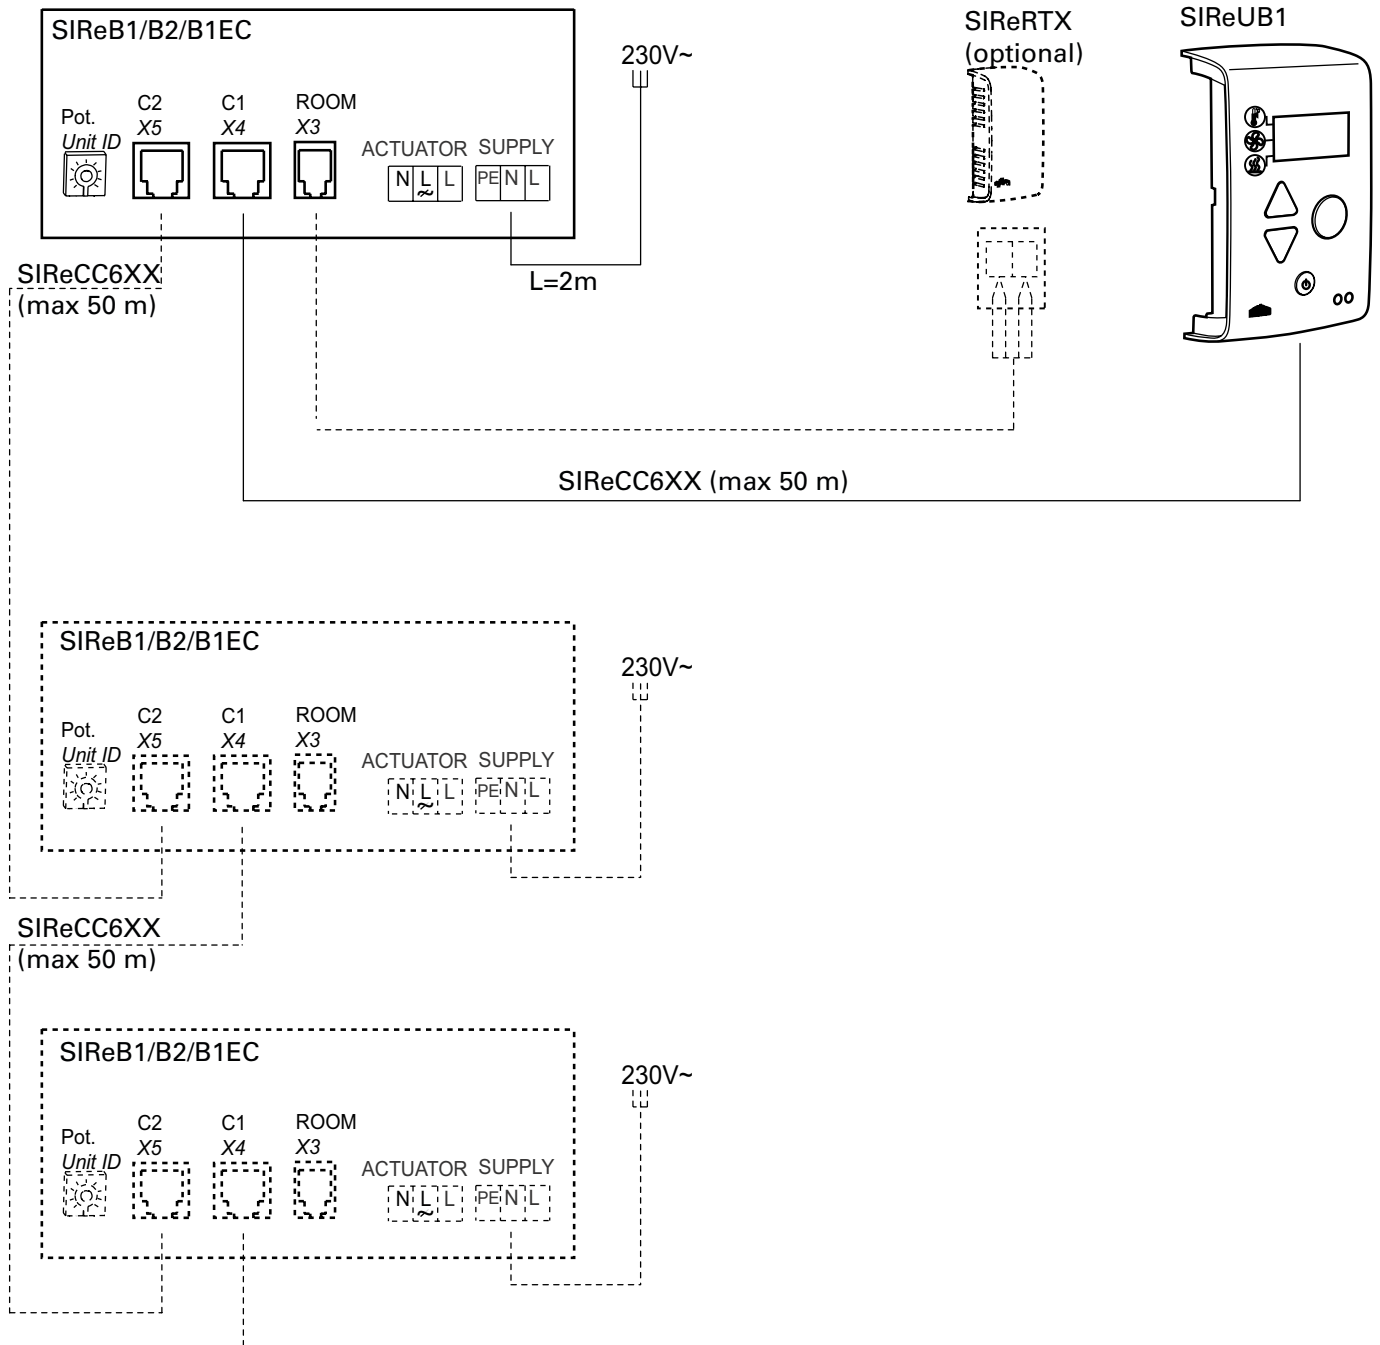 SIReB1/B2/B1EC
230V~
SIReRTX
(optional)
SIReUB1
Pot.
Unit ID
C2
X5
C1
X4
ROOM
X3
ACTUATOR
SUPPLY
N L L
~
PE N L
SIReCC6XX
(max 50 m)
L=2m
SIReCC6XX (max 50 m)
SIReB1/B2/B1EC
230V~
Pot.
Unit ID
C2
X5
C1
X4
ROOM
X3
ACTUATOR
SUPPLY
N L L
~
PE N L
SIReCC6XX
(max 50 m)
SIReB1/B2/B1EC
230V~
Pot.
Unit ID
C2
X5
C1
X4
ROOM
X3
ACTUATOR
SUPPLY
N L L
~
PE N L